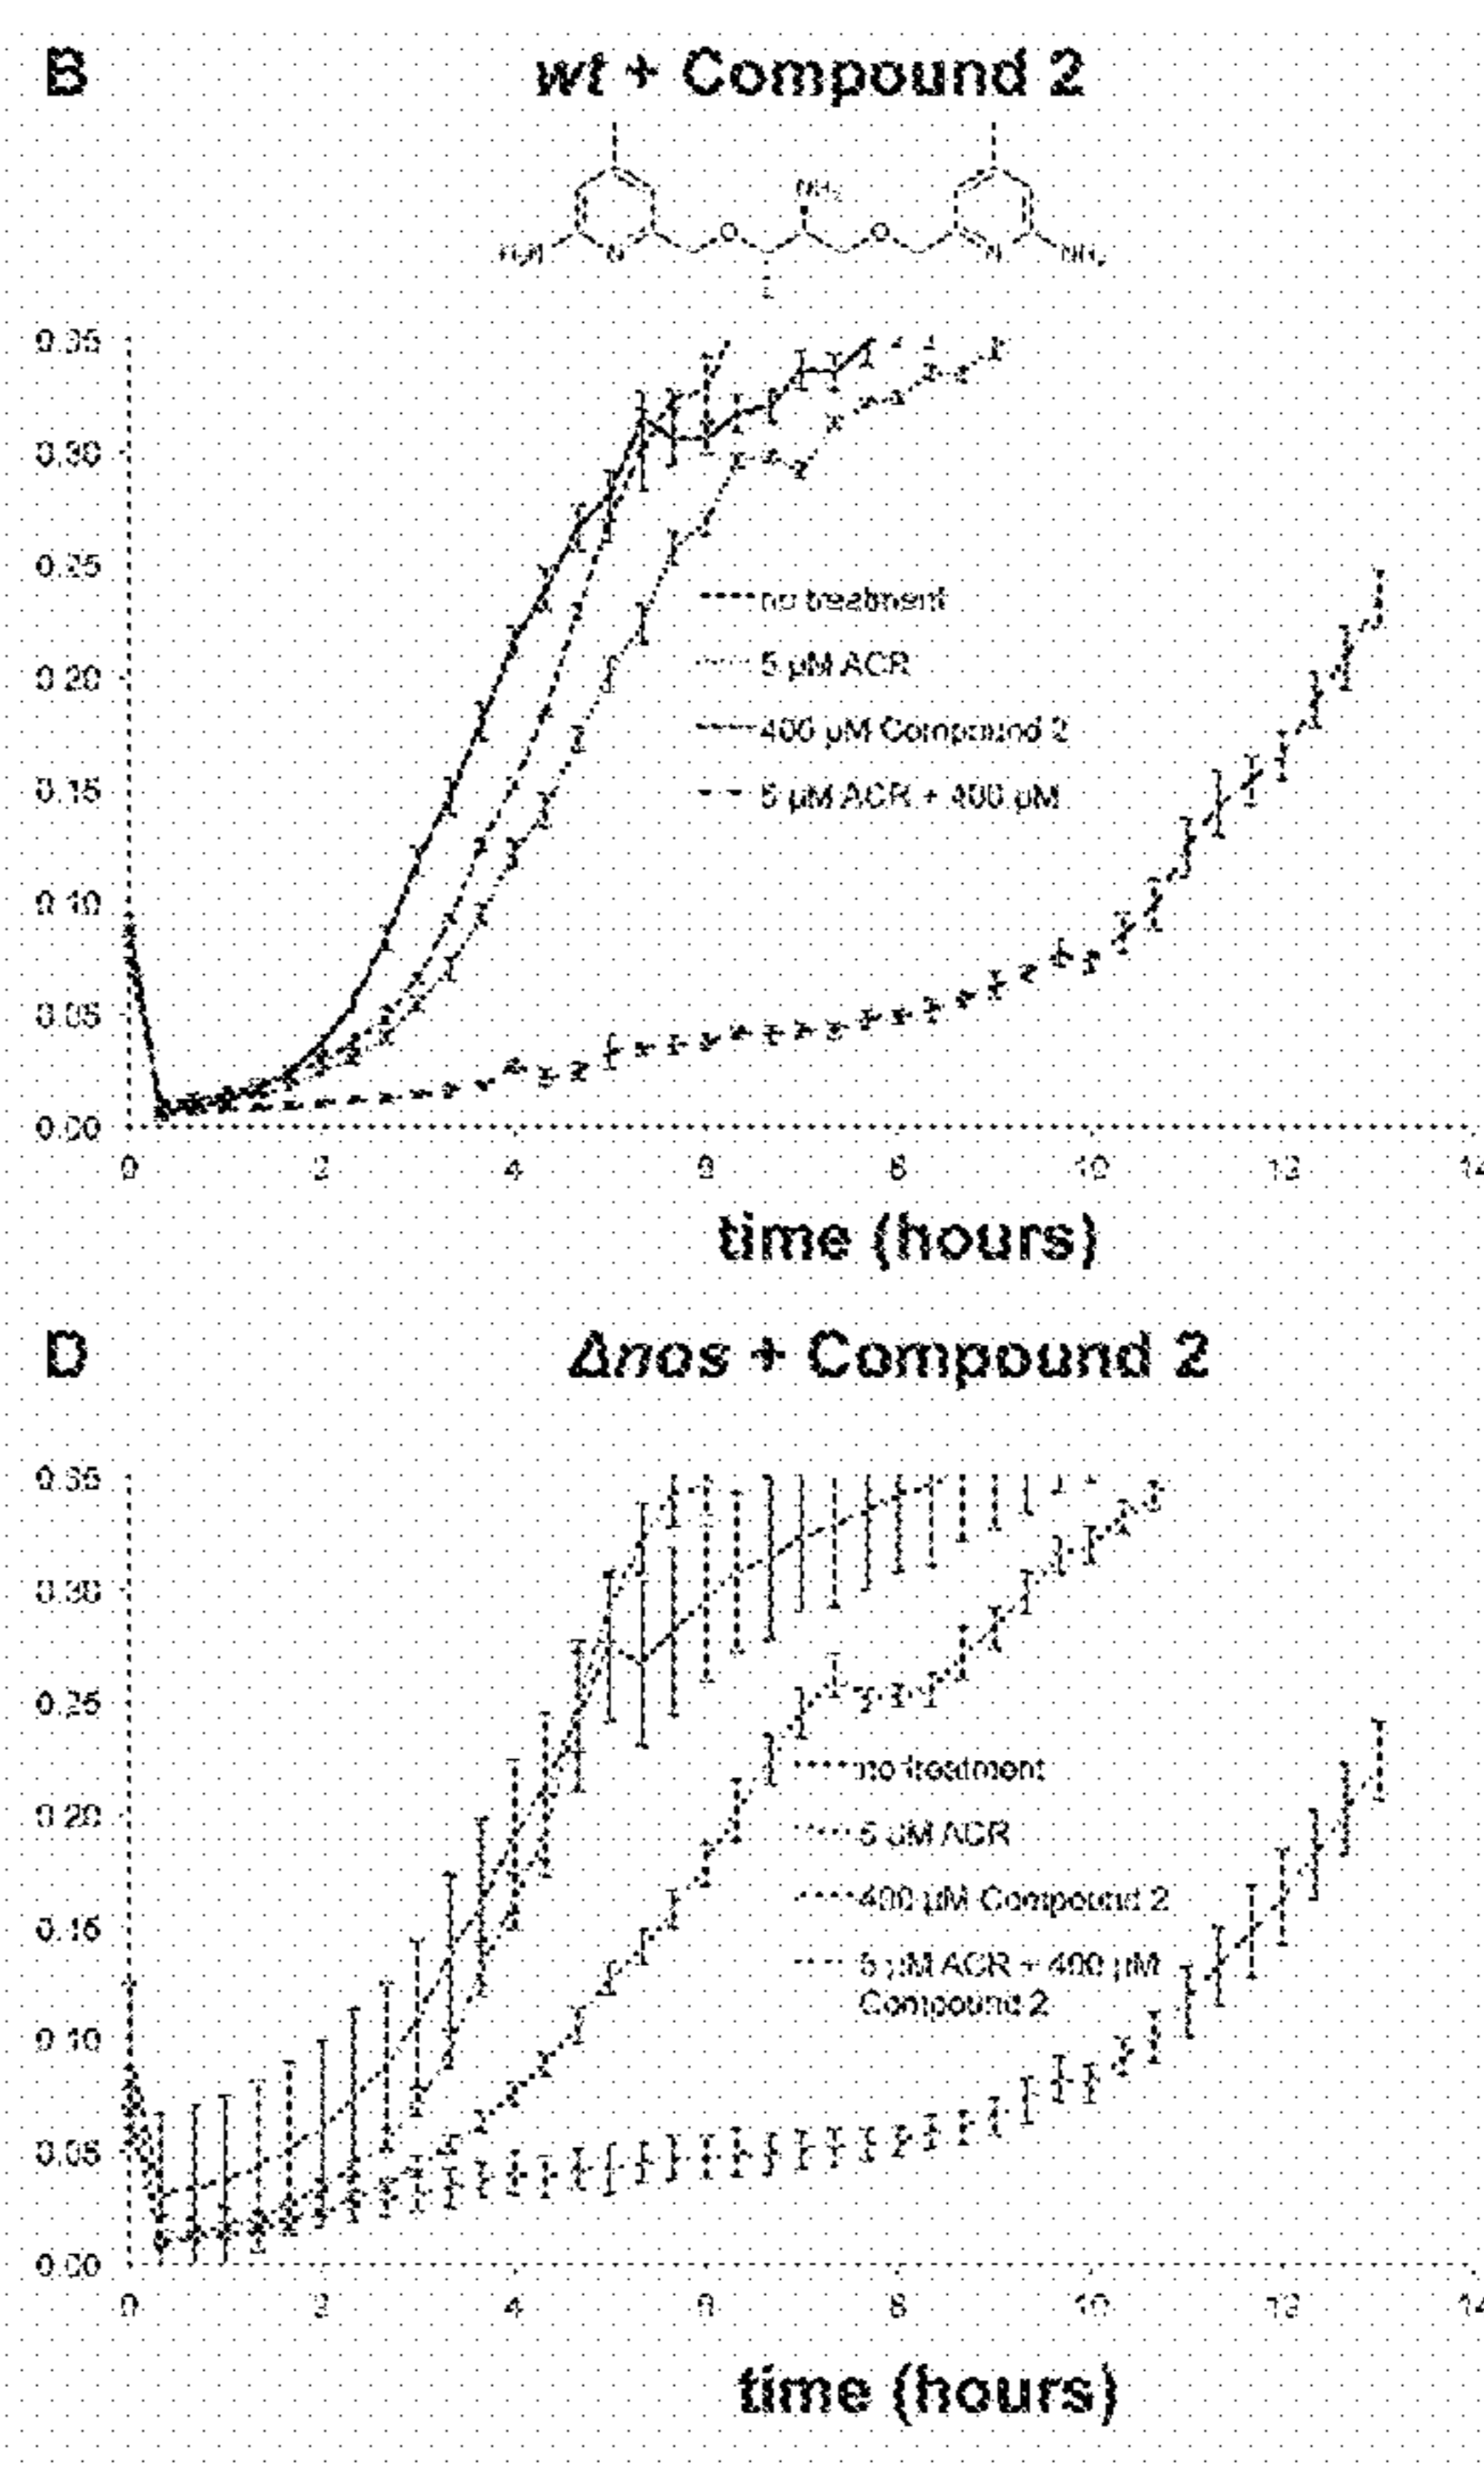 B
wt + Compound 2
NH₂
O
O
H₂N
N
N
NH₂
0.35
0.30
0.25
0.20
0.15
0.10
0.05
0.00
no treatment
5 µM ACR
400 µM Compound 2
5 µM ACR + 400 µM
0 2 4 6 8 10 12 14
time (hours)
D
Δnos + Compound 2
0.35
0.30
0.25
0.20
0.15
0.10
0.05
0.00
no treatment
5 µM ACR
400 µM Compound 2
5 µM ACR + 400 µM
Compound 2
0 2 4 6 8 10 12 14
time (hours)